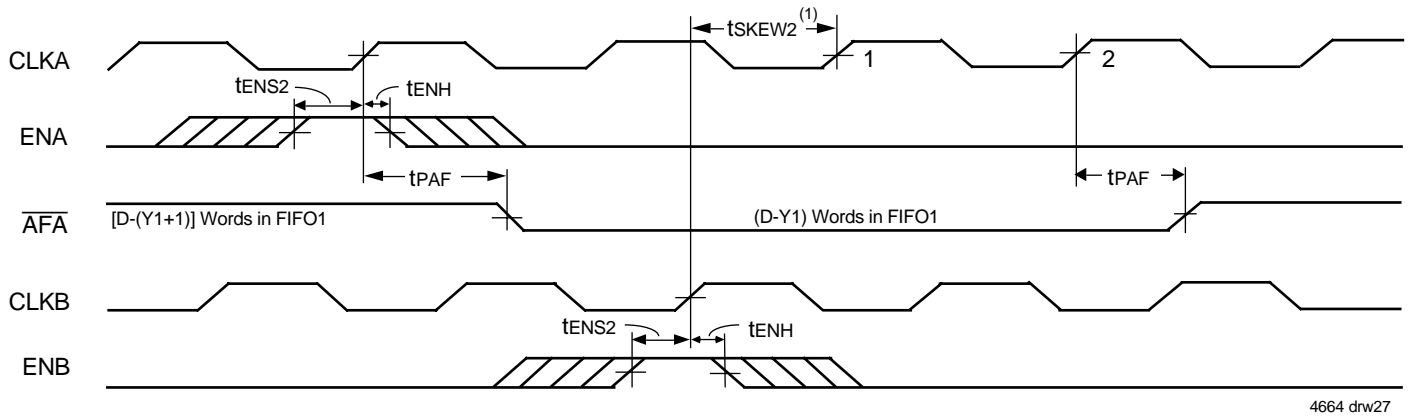 tSKEW2 (1)
CLKA
1
2
tENS2
tENH
ENA
tPAF
tPAF
AFA
[D-(Y1+1)] Words in FIFO1
(D-Y1) Words in FIFO1
CLKB
tENS2
tENH
ENB
4664 drw27